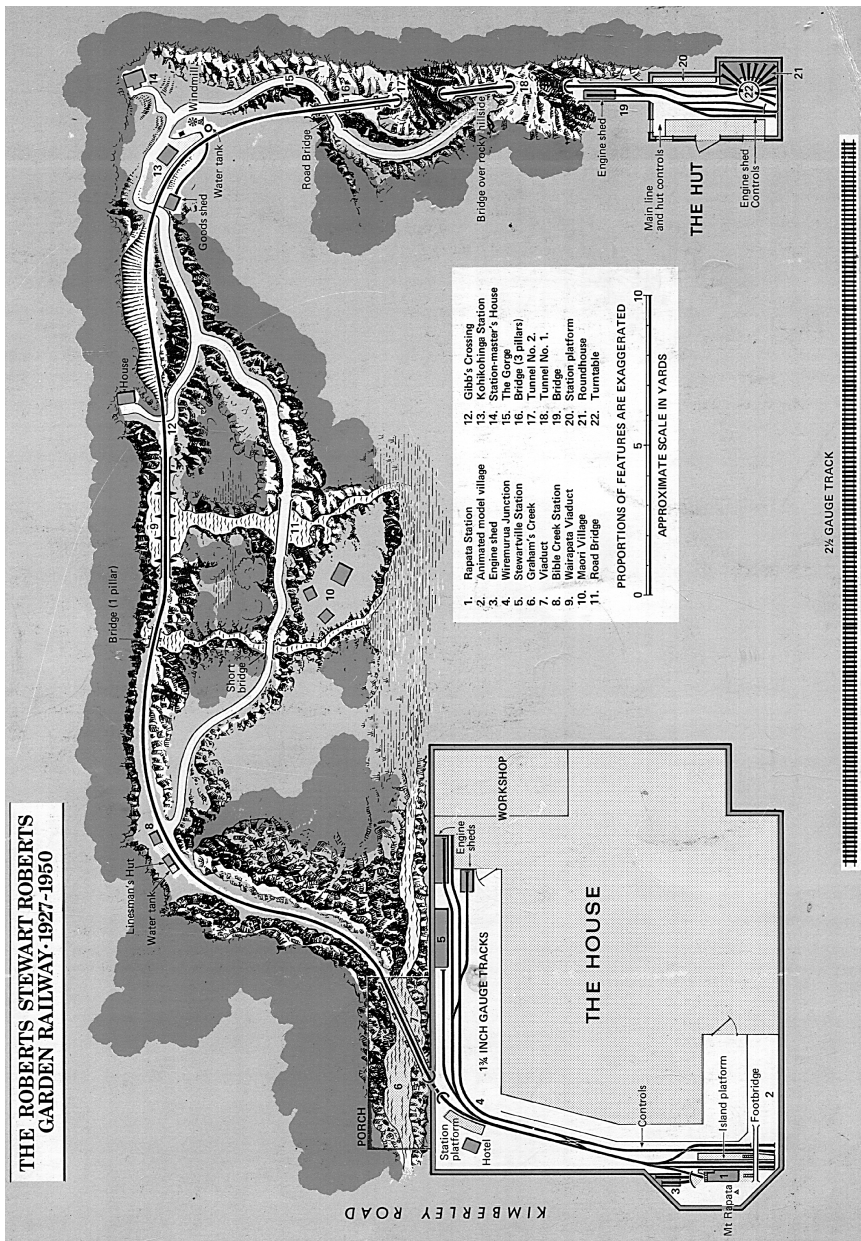 THE ROBERTS STEWART ROBERTS
GARDEN RAILWAY·1927-1950
14
Windmill
15
16
17
18
20
21
22
19
13
Water tank
Goods shed
Road Bridge
Bridge over rocky hillside
Engine shed
Main line
and hut controls
THE HUT
Engine shed
Controls
House
12
9
11
10
Bridge (1 pillar)
Short
bridge
8
Linesman's Hut
Water tank
1. Rapata Station
2. Animated model village
3. Engine shed
4. Wiremurua Junction
5. Stewartville Station
6. Graham's Creek
7. Viaduct
8. Bible Creek Station
9. Wairapata Viaduct
10. Maori Village
11. Road Bridge
12. Gibb's Crossing
13. Kohikohinga Station
14. Station-master's House
15. The Gorge
16. Bridge (3 pillars)
17. Tunnel No. 2.
18. Tunnel No. 1.
19. Bridge
20. Station platform
21. Roundhouse
22. Turntable
PROPORTIONS OF FEATURES ARE EXAGGERATED
0 5 10
APPROXIMATE SCALE IN YARDS
2½ GAUGE TRACK
WORKSHOP
Engine
sheds
5
1¾ INCH GAUGE TRACKS
THE HOUSE
7
6
PORCH
4
Station
platform
Hotel
Controls
Island platform
Footbridge
2
3
1
Mt Rapata
KIMBERLEY ROAD